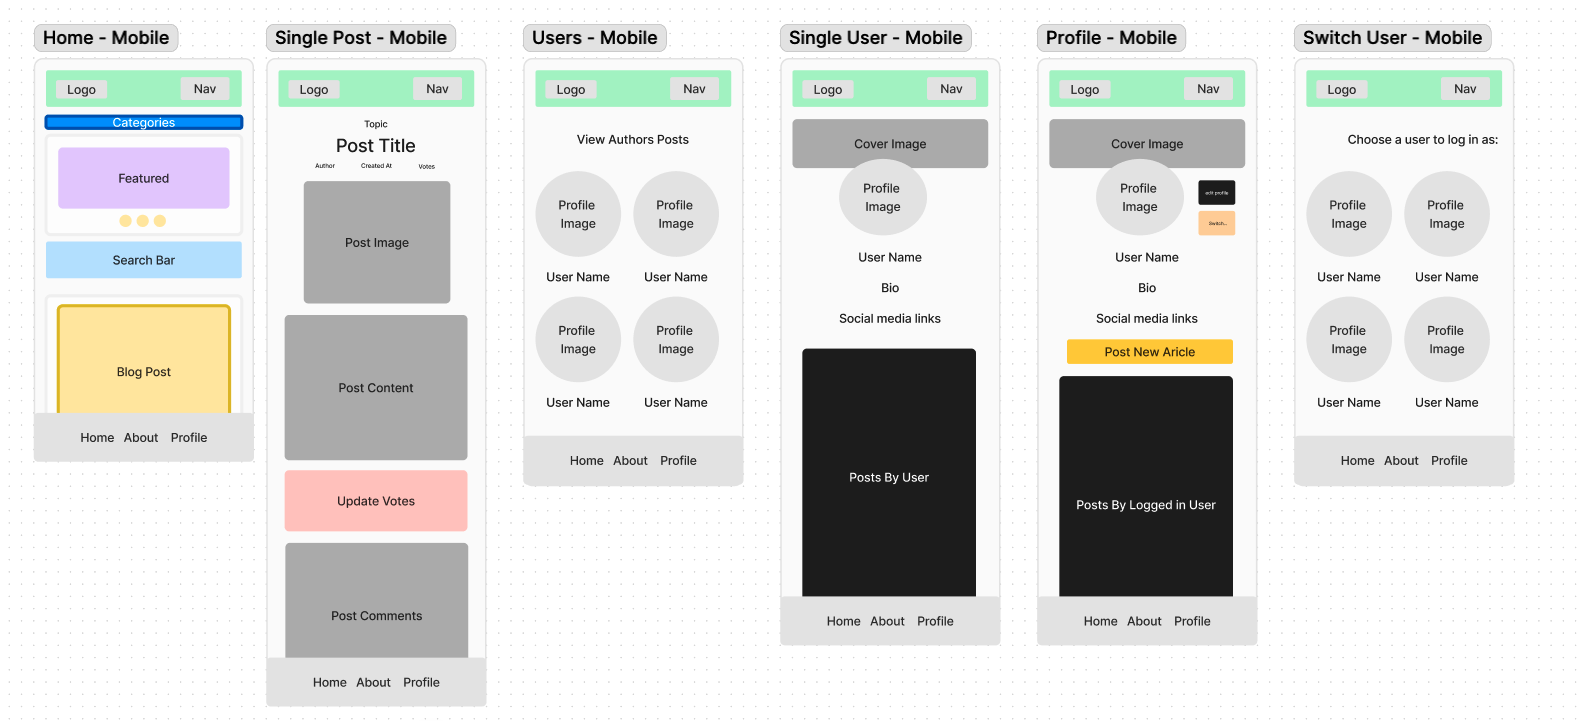 Home - Mobile
Logo
Nav
Categories
Featured
Search Bar
Blog Post
Home About Profile
Single Post - Mobile
Logo
Nav
Topic
Post Title
Author Created At Votes
Post Image
Post Content
Update Votes
Post Comments
Home About Profile
Users - Mobile
Logo
Nav
View Authors Posts
Profile
Image
Profile
Image
User Name
User Name
Profile
Image
Profile
Image
User Name
User Name
Home About Profile
Single User - Mobile
Logo
Nav
Cover Image
Profile
Image
User Name
Bio
Social media links
Posts By User
Home About Profile
Profile - Mobile
Logo
Nav
Cover Image
Profile
Image
edit profile
Switch...
User Name
Bio
Social media links
Post New Aricle
Posts By Logged in User
Home About Profile
Switch User - Mobile
Logo
Nav
Choose a user to log in as:
Profile
Image
Profile
Image
User Name
User Name
Profile
Image
Profile
Image
User Name
User Name
Home About Profile